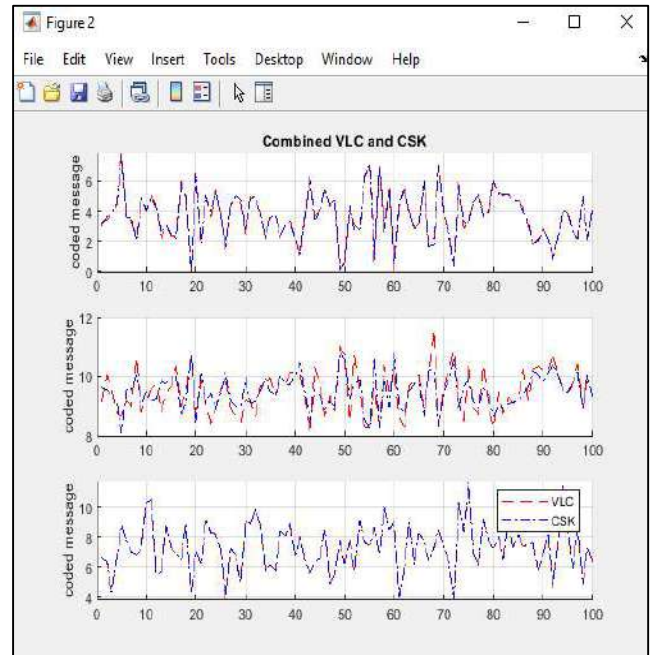 Figure 2
File Edit View Insert Tools Desktop Window Help
Combined VLC and CSK
coded message
6
4
2
0
0 10 20 30 40 50 60 70 80 90 100
coded message
12
10
8
0 10 20 30 40 50 60 70 80 90 100
coded message
10
8
6
4
VLC
CSK
0 10 20 30 40 50 60 70 80 90 100